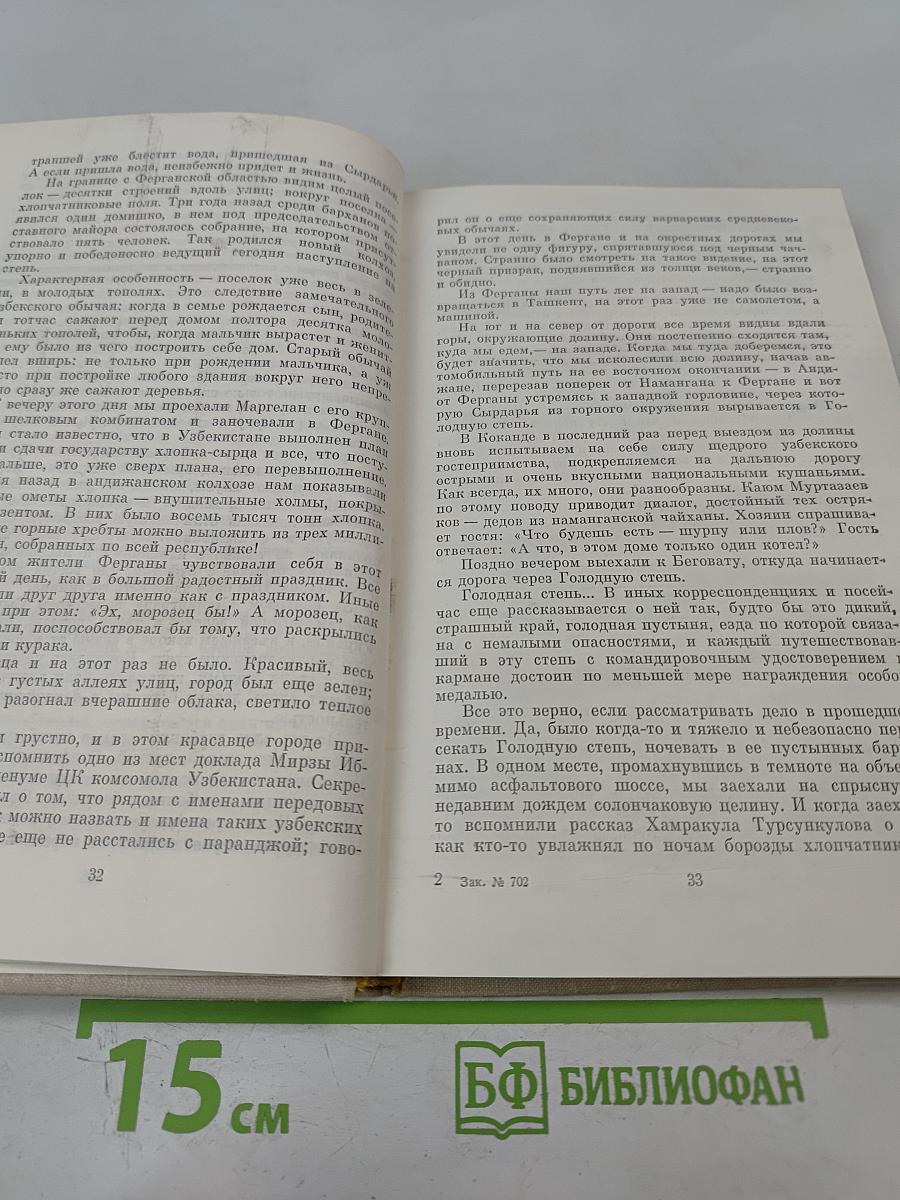 траншей уже блестит вода, пришедшая из Сырдарьи.
А если пришла вода, неизбежно придет и жизнь.
На границе с Ферганской областью видим целый посе-
лок — десятки строений вдоль улиц; вокруг поселка —
хлопчатниковые поля. Три года назад среди барханов по-
явился один домишко, в нем под председательством от-
ставного майора состоялось собрание, на котором присут-
ствовало пять человек. Так родился новый колхоз,
упорно и победоносно ведущий сегодня наступление на
степь.
Характерная особенность — поселок уже весь в зеле-
ни, в молодых тополях. Это следствие замечательного
збекского обычая: когда в семье рождается сын, родите-
и тотчас сажают перед домом полтора десятка моло-
ньких тополей, чтобы, когда мальчик вырастет и женит-
ему было из чего построить себе дом. Старый обычай
ел вширь: не только при рождении мальчика, а уж
сто при постройке любого здания вокруг него непре-
но сразу же сажают деревья.
вечеру этого дня мы проехали Маргелан с его круп-
шелковым комбинатом и заночевали в Фергане.
и стало известно, что в Узбекистане выполнен план
и сдачи государству хлопка-сырца и все, что посту-
альше, это уже сверх плана, его перевыполнение.
я назад в андижанском колхозе нам показывали
ые ометы хлопка — внушительные холмы, покры-
зентом. В них было восемь тысяч тонн хлопка.
е горные хребты можно выложить из трех милли-
н, собранных по всей республике!
ом жители Ферганы чувствовали себя в этот
й день, как в большой радостный праздник. Все
ли друг друга именно как с праздником. Иные
при этом: «Эх, морозец бы!» А морозец, как
али, поспособствовал бы тому, что раскрылись
и курака.
ца и на этот раз не было. Красивый, весь
густых аллеях улиц, город был еще зелен;
разогнал вчерашние облака, светило теплое
и грустно, и в этом красавце городе при-
спомнить одно из мест доклада Мирзы Иб-
енуме ЦК комсомола Узбекистана. Секре-
л о том, что рядом с именами передовых
к можно назвать и имена таких узбекских
е еще не расстались с паранджой; гово-
32
рил он о еще сохраняющих силу варварских средневеко-
вых обычаях.
В этот день в Фергане и на окрестных дорогах мы
увидели не одну фигуру, спрятавшуюся под черным чач-
ваном. Странно было смотреть на такое видение, на этот
черный призрак, поднявшийся из толщи веков,— странно
и обидно.
Из Ферганы наш путь лег на запад — надо было воз-
вращаться в Ташкент, на этот раз уже не самолетом, а
машиной.
На юг и на север от дороги все время видны вдали
горы, окружающие долину. Они постепенно сходятся там,
куда мы едем,— на западе. Когда мы туда доберемся, это
будет значить, что мы исколесили всю долину, начав ав-
томобильный путь на ее восточном окончании — в Анди-
жане, перерезав поперек от Намангана к Фергане и вот
от Ферганы устремясь к западной горловине, через кото-
рую Сырдарья из горного окружения вырывается в Го-
лодную степь.
В Коканде в последний раз перед выездом из долины
вновь испытываем на себе силу щедрого узбекского
гостеприимства, подкрепляемся на дальнюю дорогу
острыми и очень вкусными национальными кушаньями.
Как всегда, их много, они разнообразны. Каюм Муртазаев
по этому поводу приводит диалог, достойный тех остря-
ков — дедов из наманганской чайханы. Хозяин спрашива-
ет гостя: «Что будешь есть — шурпу или плов?» Гость
отвечает: «А что, в этом доме только один котел?»
Поздно вечером выехали к Беговату, откуда начинает-
ся дорога через Голодную степь.
Голодная степь... В иных корреспонденциях и посей-
час еще рассказывается о ней так, будто бы это дикий,
страшный край, голодная пустыня, езда по которой связа-
на с немалыми опасностями, и каждый путешествовав-
ший в эту степь с командировочным удостоверением в
кармане достоин по меньшей мере награждения особо
медалью.
Все это верно, если рассматривать дело в прошедше
времени. Да, было когда-то и тяжело и небезопасно пер
секать Голодную степь, ночевать в ее пустынных бар
нах. В одном месте, промахнувшись в темноте на объе
мимо асфальтового шоссе, мы заехали на спрысну
недавним дождем солончаковую целину. И когда заех
то вспомнили рассказ Хамракула Турсункулова о
как кто-то увлажнял по ночам борозды хлопчатник
2 Зак. № 702
33
15 см
БФ БИБЛИОФАН